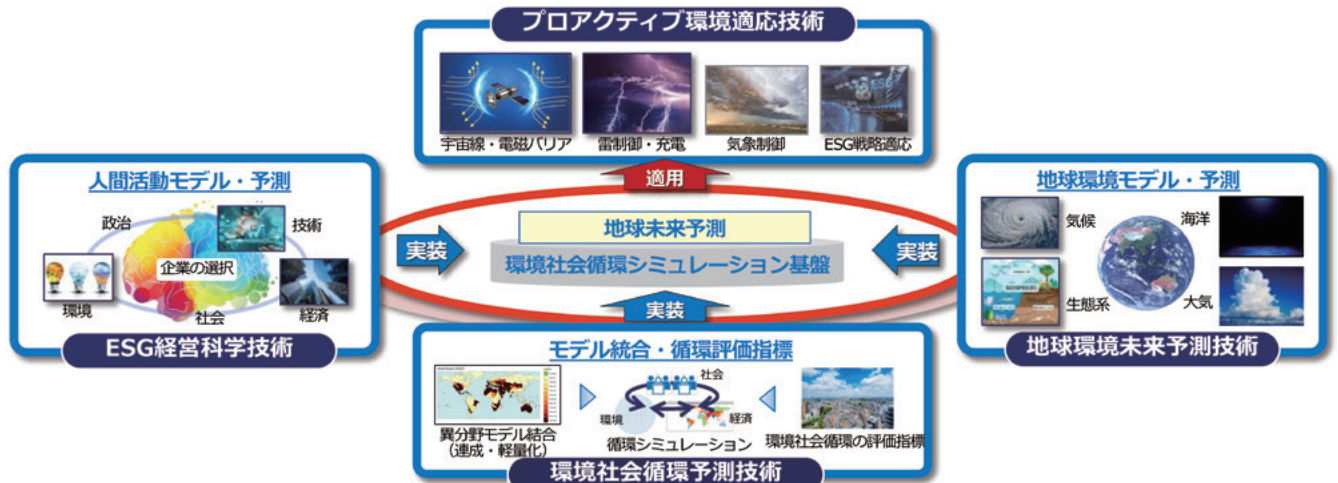 プロアクティブ環境適応技術
ESG
宇宙線・電磁バリア
雷制御・充電
気象制御
ESG戦略適応
適用
人間活動モデル・予測
政治
技術
企業の選択
環境
社会
経済
ESG経営科学技術
実装
地球未来予測
環境社会循環シミュレーション基盤
実装
地球環境モデル・予測
気候
海洋
生態系
大気
地球環境未来予測技術
実装
モデル統合・循環評価指標
社会
環境
経済
異分野モデル結合
(連成・軽量化)
循環シミュレーション
環境社会循環の評価指標
環境社会循環予測技術